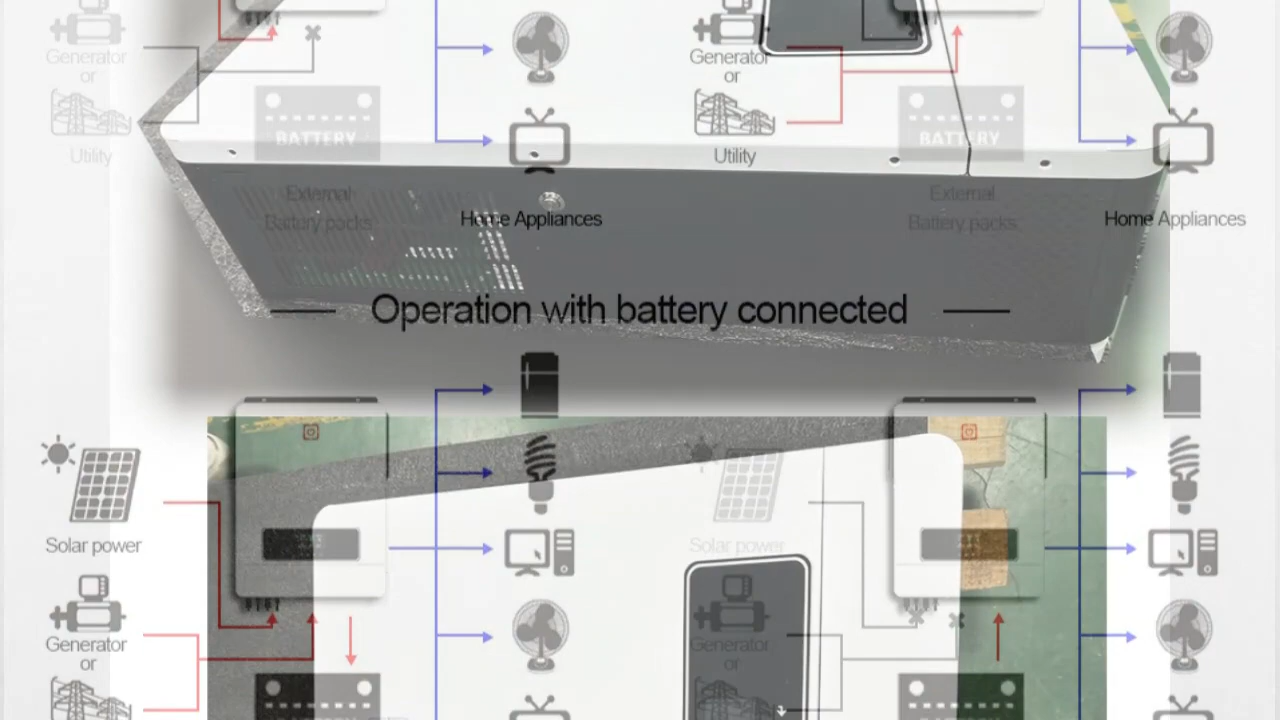 Generator
or
Utility
BATTERY
External
Battery packs
Home Appliances
Generator
or
Utility
BATTERY
External
Battery packs
Home Appliances
Operation with battery connected
Solar power
Generator
or
Solar power
Generator
or